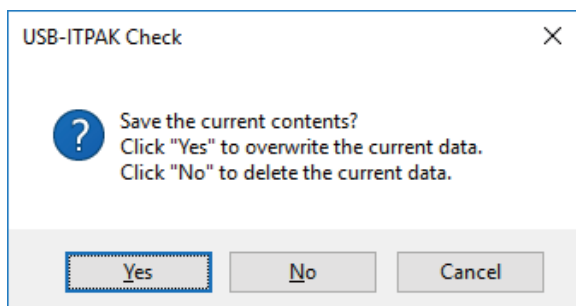 USB-ITPAK Check
Save the current contents?
Click "Yes" to overwrite the current data.
Click "No" to delete the current data.
Yes
No
Cancel